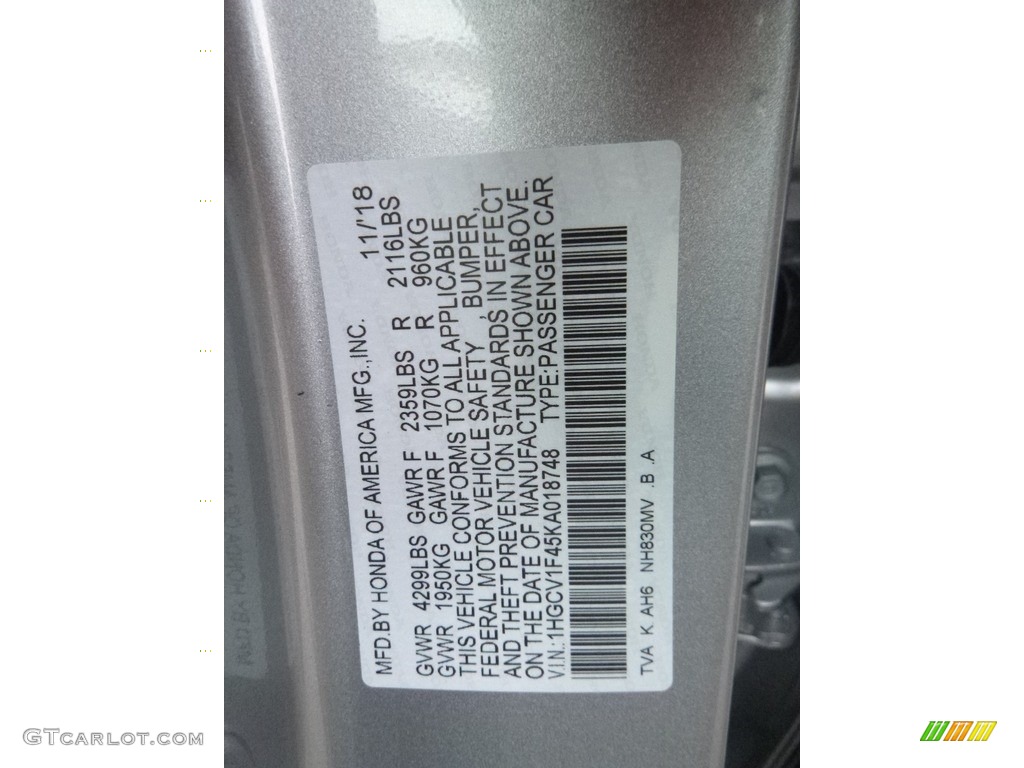 MFD.BY HONDA OF AMERICA MFG.,INC. 11/'18
GVWR 4299LBS GAWR F 2359LBS R 2116LBS
GVWR 1950KG GAWR F 1070KG R 960KG
THIS VEHICLE CONFORMS TO ALL APPLICABLE
FEDERAL MOTOR VEHICLE SAFETY , BUMPER,
AND THEFT PREVENTION STANDARDS IN EFFECT
ON THE DATE OF MANUFACTURE SHOWN ABOVE.
V.I.N.:1HGCV1F45KA018748 TYPE:PASSENGER CAR
TVA K AH6 NH830MV .B .A
GTCARLOT.COM